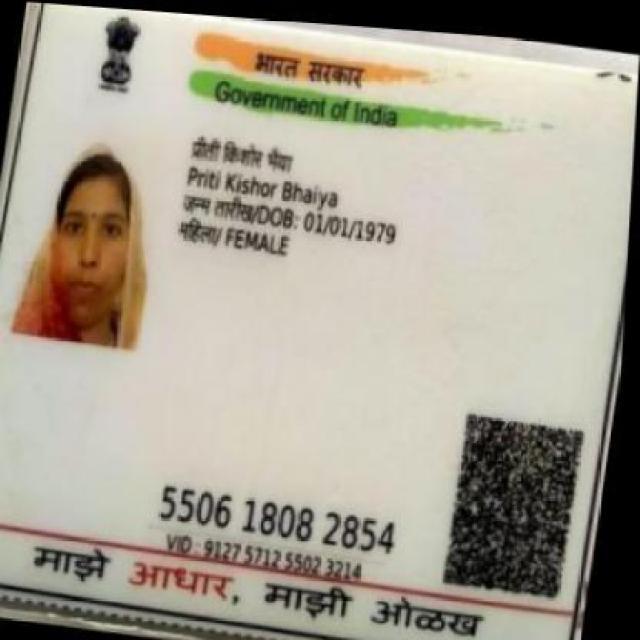 भारत सरकार
Government of India
प्रीती किशोर भैया
Priti Kishor Bhaiya
जन्म तारीख/DOB: 01/01/1979
महिला/ FEMALE
5506 1808 2854
VID : 9127 5712 5502 3214
माझे आधार, माझी ओळख